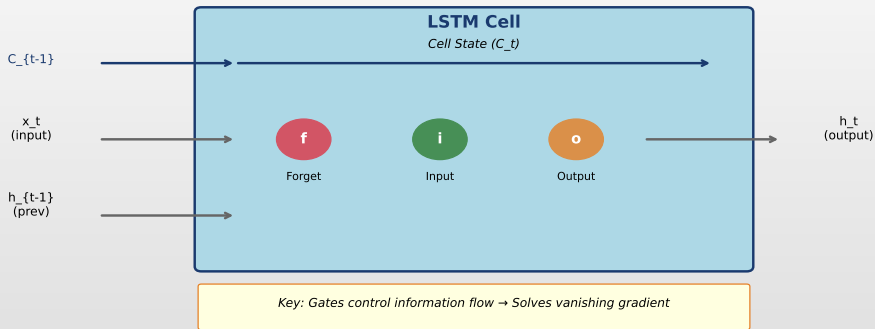 LSTM Cell
Cell State (C_t)
C_{t-1}
x_t
(input)
f
i
o
h_t
(output)
Forget
Input
Output
h_{t-1}
(prev)
Key: Gates control information flow → Solves vanishing gradient